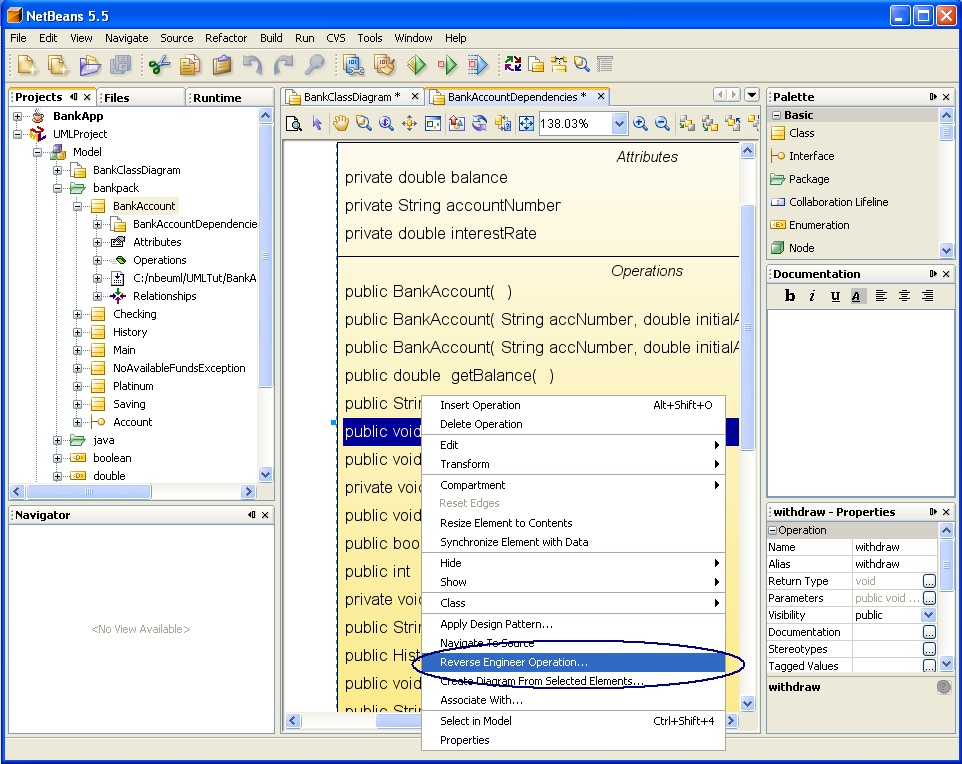 NetBeans 5.5
File Edit View Navigate Source Refactor Build Run CVS Tools Window Help
Projects
Files
Runtime
BankApp
UMLProject
Model
BankClassDiagram
bankpack
BankAccount
BankAccountDependencie
Attributes
Operations
C:/nbeuml/UMLTut/BankA
Relationships
Checking
History
Main
NoAvailableFundsException
Platinum
Saving
Account
java
boolean
double
Navigator
<No View Available>
BankClassDiagram *
BankAccountDependencies *
138.03%
Attributes
private double balance
private String accountNumber
private double interestRate
Operations
public BankAccount( )
public BankAccount( String accNumber, double initialA
public BankAccount( String accNumber, double initialA
public double getBalance( )
public Strin
public void
public void
private void
public void
public boo
public int
private void
public Strin
public Hist
public void
public Strin
Insert Operation Alt+Shift+O
Delete Operation
Edit
Transform
Compartment
Reset Edges
Resize Element to Contents
Synchronize Element with Data
Hide
Show
Class
Apply Design Pattern...
Navigate To Source
Reverse Engineer Operation...
Create Diagram From Selected Elements...
Associate With...
Select in Model Ctrl+Shift+4
Properties
Palette
Basic
Class
Interface
Package
Collaboration Lifeline
Enumeration
Node
Documentation
b i u A
withdraw - Properties
Operation
Name withdraw
Alias withdraw
Return Type void ...
Parameters public void ... ...
Visibility public
Documentation ...
Stereotypes ...
Tagged Values ...
withdraw